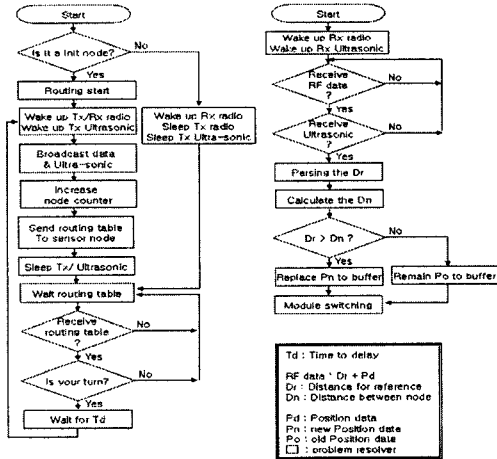 Start
Is it a Init node?
No
Yes
Routing start
Wake up Tx/Rx radio
Wake up Tx Ultrasonic
Wake up Rx radio
Sleep Tx radio
Sleep Tx Ultra-sonic
Broadcast data
& Ultra-sonic
Increase
node counter
Send routing table
To sensor node
Sleep Tx/ Ultrasonic
Wait routing table
Receive
routing table
?
No
Yes
Is your turn?
No
Yes
Wait for Td
Start
Wake up Rx radio
Wake up Rx Ultrasonic
Receive
RF data
?
No
Yes
Receive
Ultrasonic
?
No
Yes
Parsing the Dr
Calculate the Dn
Dr > Dn ?
No
Yes
Replace Pn to buffer
Remain Po to buffer
Module switching
Td : Time to delay
RF data * Dr + Pd
Dr : Distance for reference
Dn : Distance between node
Pd : Position data
Pn : new Position date
Po : old Position date
: problem resolver